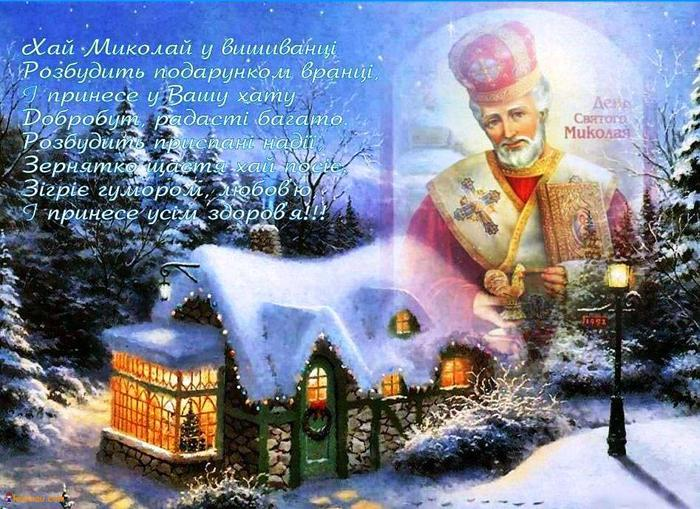 Хай Миколай у вишиванці
Розбудить подарунком вранці,
І принесе у Вашу хату
Добробут, радасті багато.
Розбудить приспані надії,
Зернятко щастя хай посіє,
Зігріє гумором, любов'ю
І принесе усім здоров'я!!!
День
Святого
Миколая